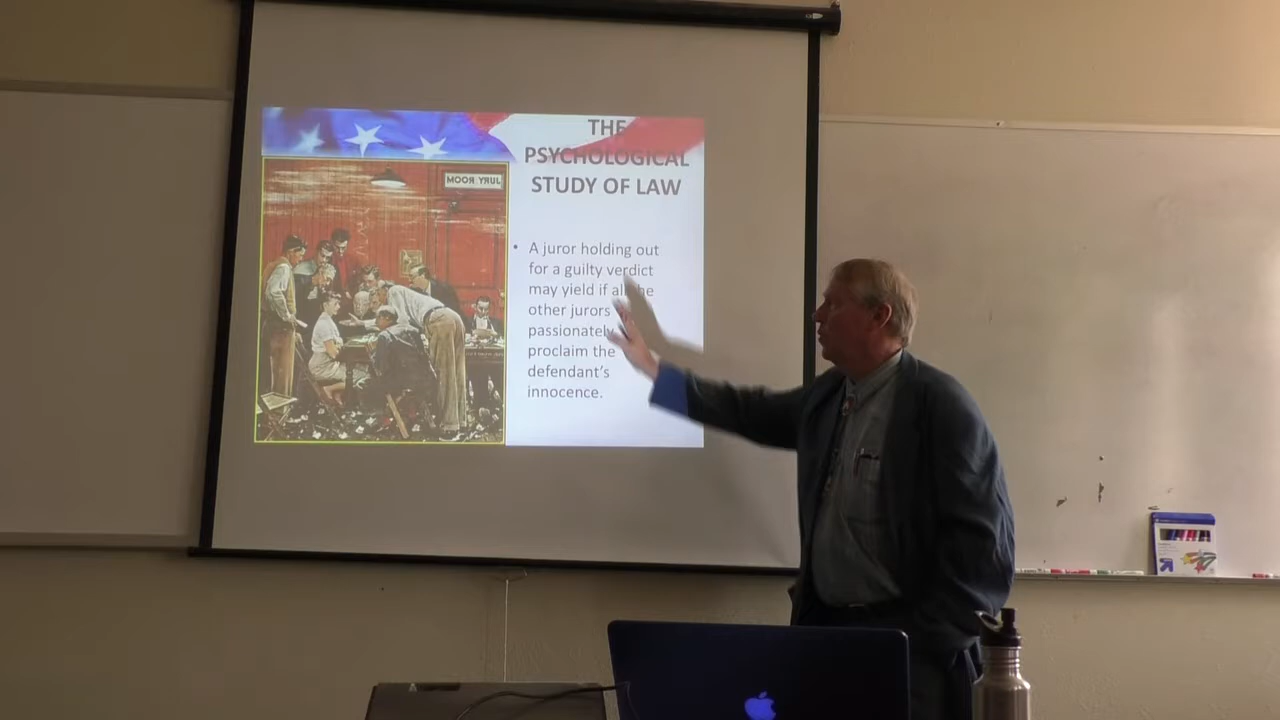 THE
PSYCHOLOGICAL
STUDY OF LAW
JURY ROOM
• A juror holding out
for a guilty verdict
may yield if all the
other jurors
passionately
proclaim the
defendant's
innocence.